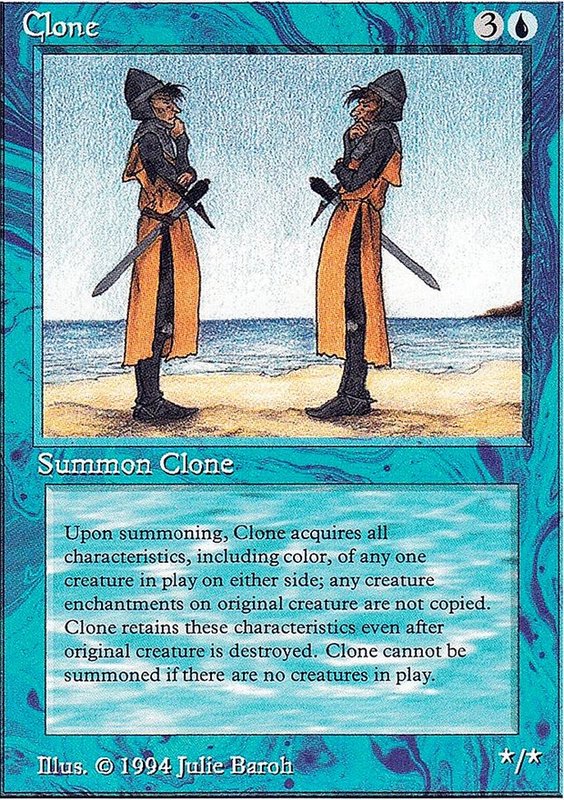 Clone 3
Summon Clone
Upon summoning, Clone acquires all
characteristics, including color, of any one
creature in play on either side; any creature
enchantments on original creature are not copied.
Clone retains these characteristics even after
original creature is destroyed. Clone cannot be
summoned if there are no creatures in play.
Illus. © 1994 Julie Baroh */*